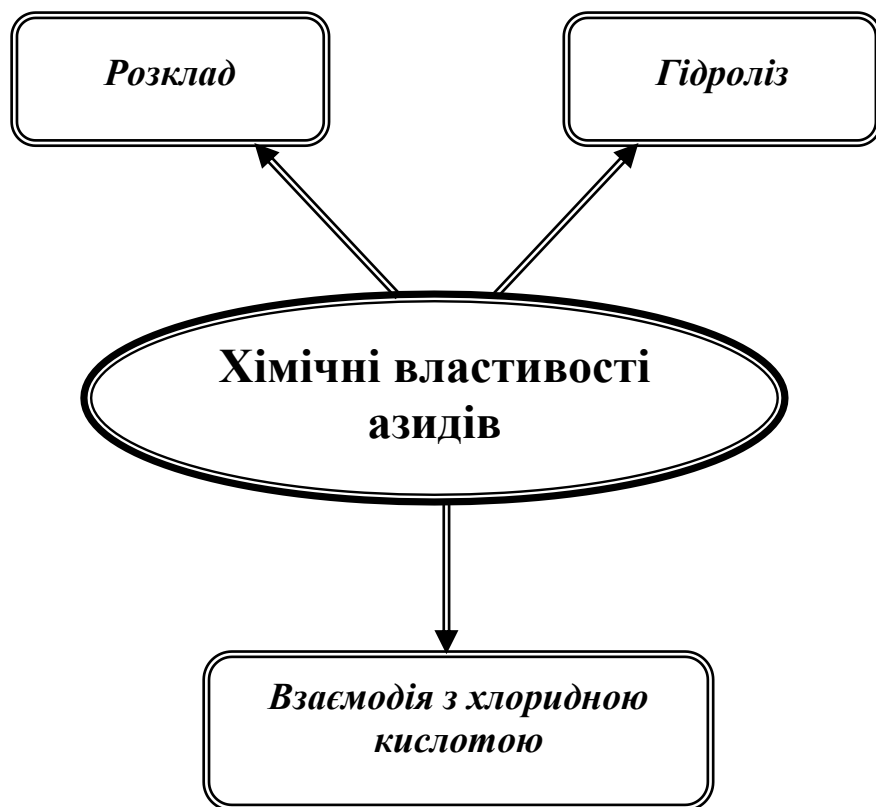 Розклад
Гідроліз
Хімічні властивості
азидів
Взаємодія з хлоридною
кислотою